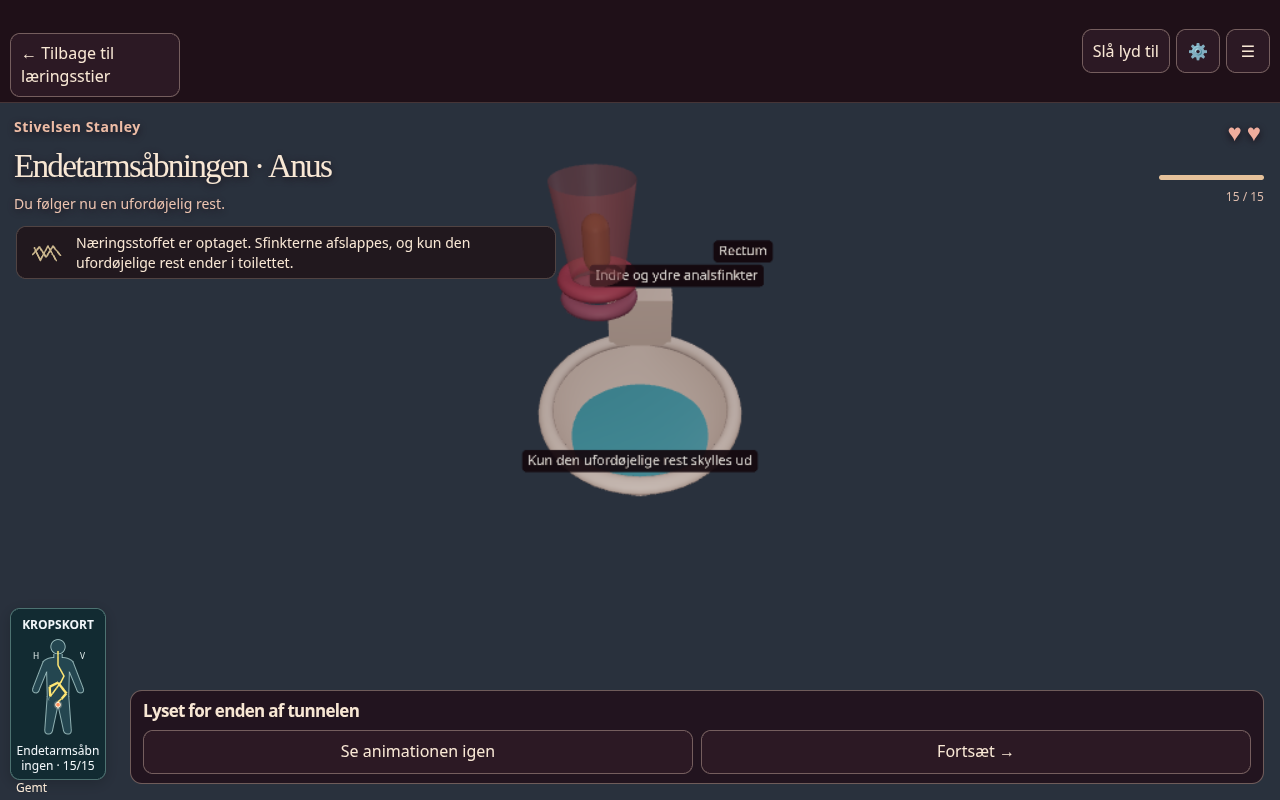 ← Tilbage til
læringsstier
Slå lyd til
Stivelsen Stanley
Endetarmsåbningen · Anus
Du følger nu en ufordøjelig rest.
15 / 15
Næringsstoffet er optaget. Sfinkterne afslappes, og kun den
ufordøjelige rest ender i toilettet.
Rectum
Indre og ydre analsfinkter
Kun den ufordøjelige rest skylles ud
KROPSKORT
H V
Endetarmsåbn
ingen · 15/15
Gemt
Lyset for enden af tunnelen
Se animationen igen
Fortsæt →